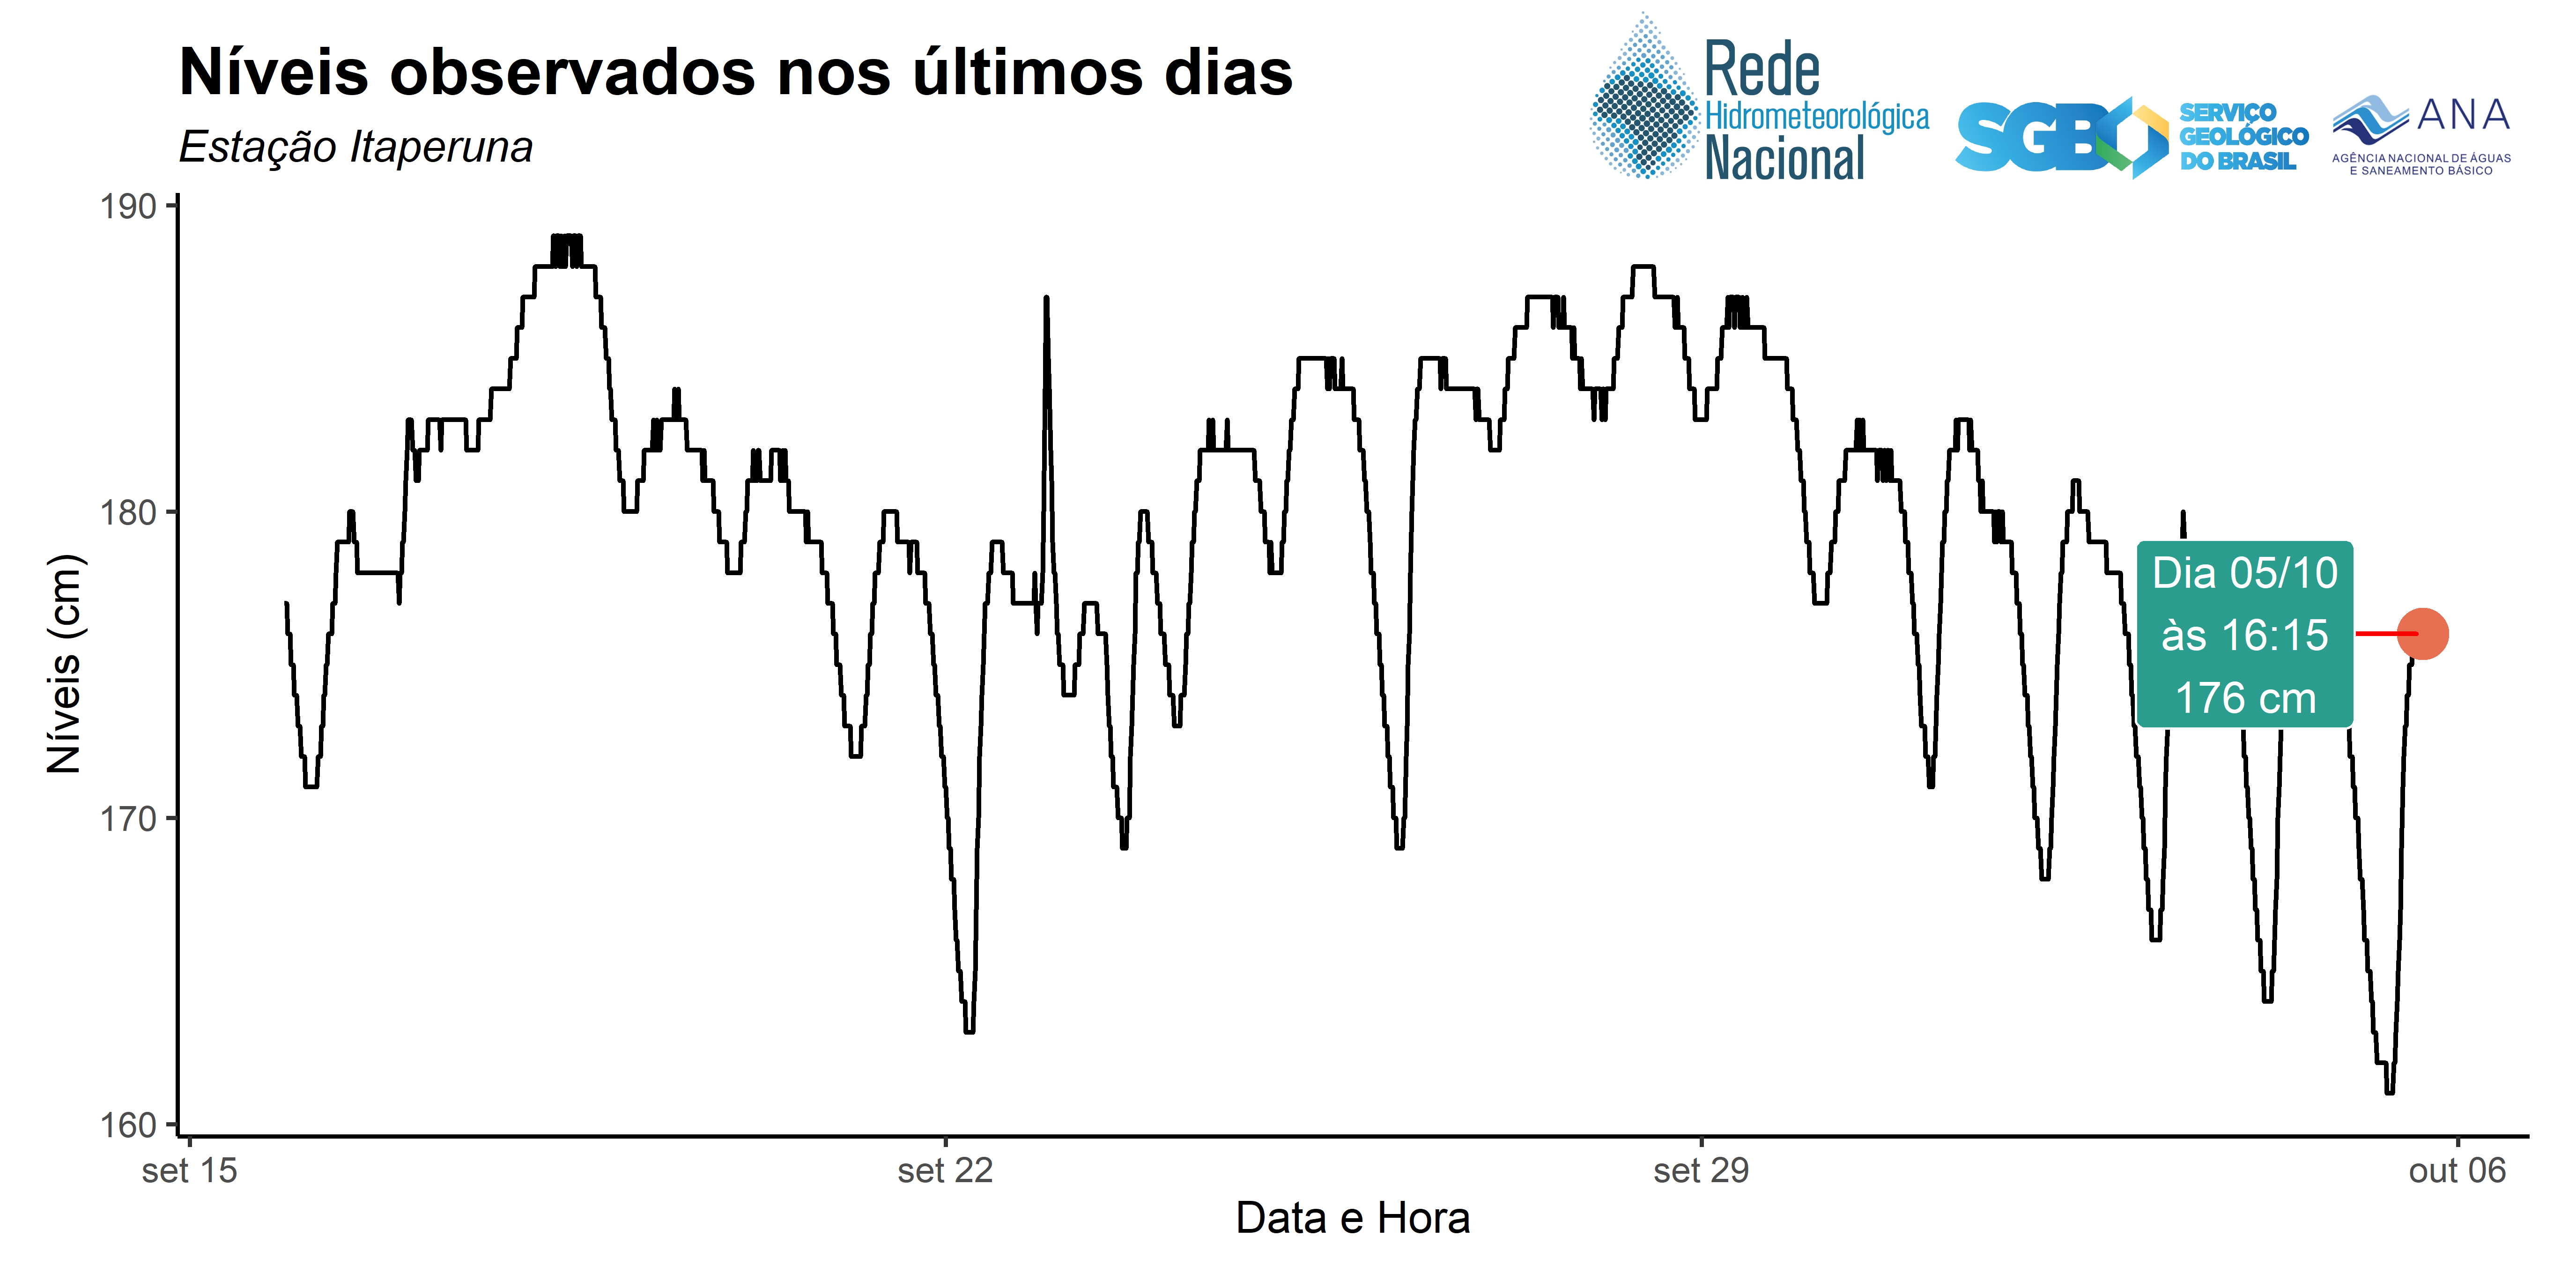 Níveis observados nos últimos dias
Estação Itaperuna
Rede
Hidrometeorológica
Nacional
SGB
SERVIÇO
GEOLÓGICO
DO BRASIL
ANA
AGÊNCIA NACIONAL DE ÁGUAS
E SANEAMENTO BÁSICO
190
180
170
160
Níveis (cm)
Dia 05/10
às 16:15
176 cm
set 15
set 22
set 29
out 06
Data e Hora